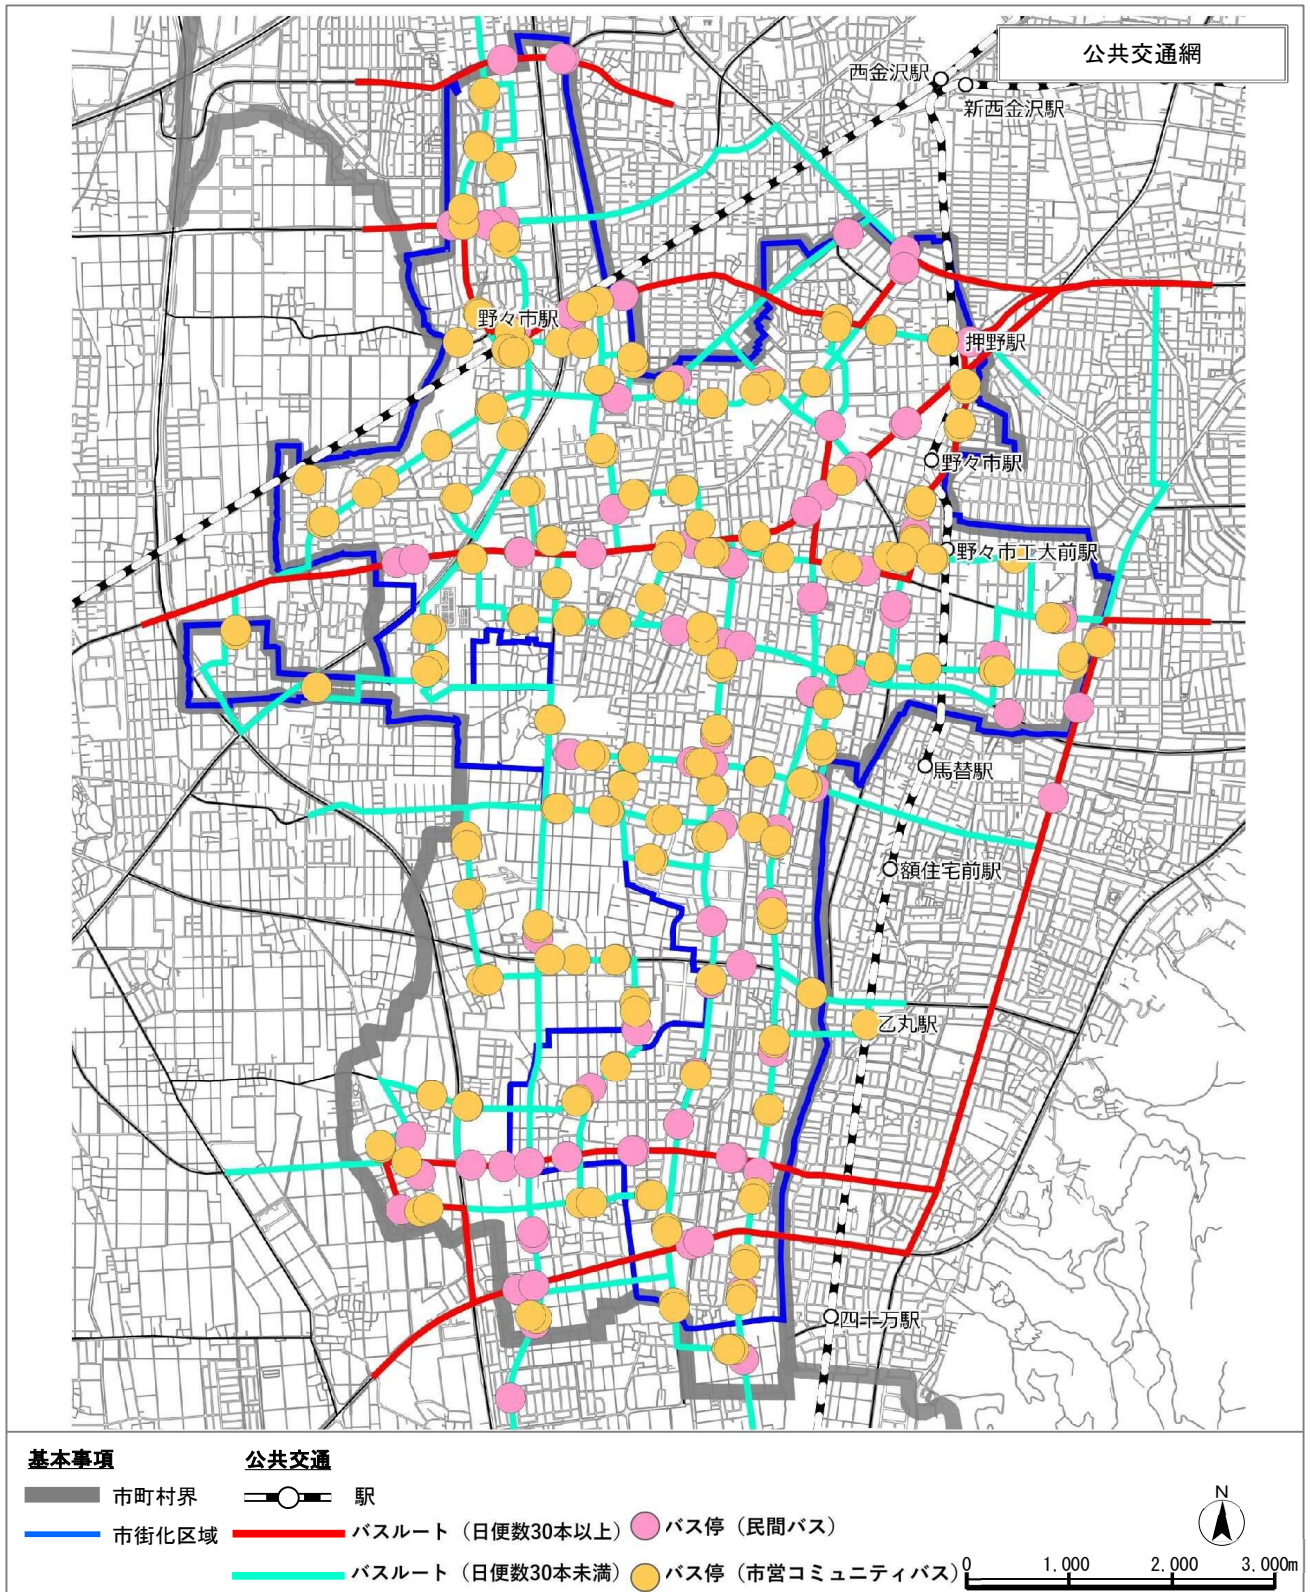 公共交通網
西金沢駅
新西金沢駅
野々市駅
押野駅
野々市駅
野々市工大前駅
馬替駅
額住宅前駅
乙丸駅
四十万駅
基本事項
公共交通
市町村界
駅
市街化区域
バスルート（日便数30本以上）
バス停（民間バス）
バスルート（日便数30本未満）
バス停（市営コミュニティバス）
N
0 1.000 2.000 3.000m